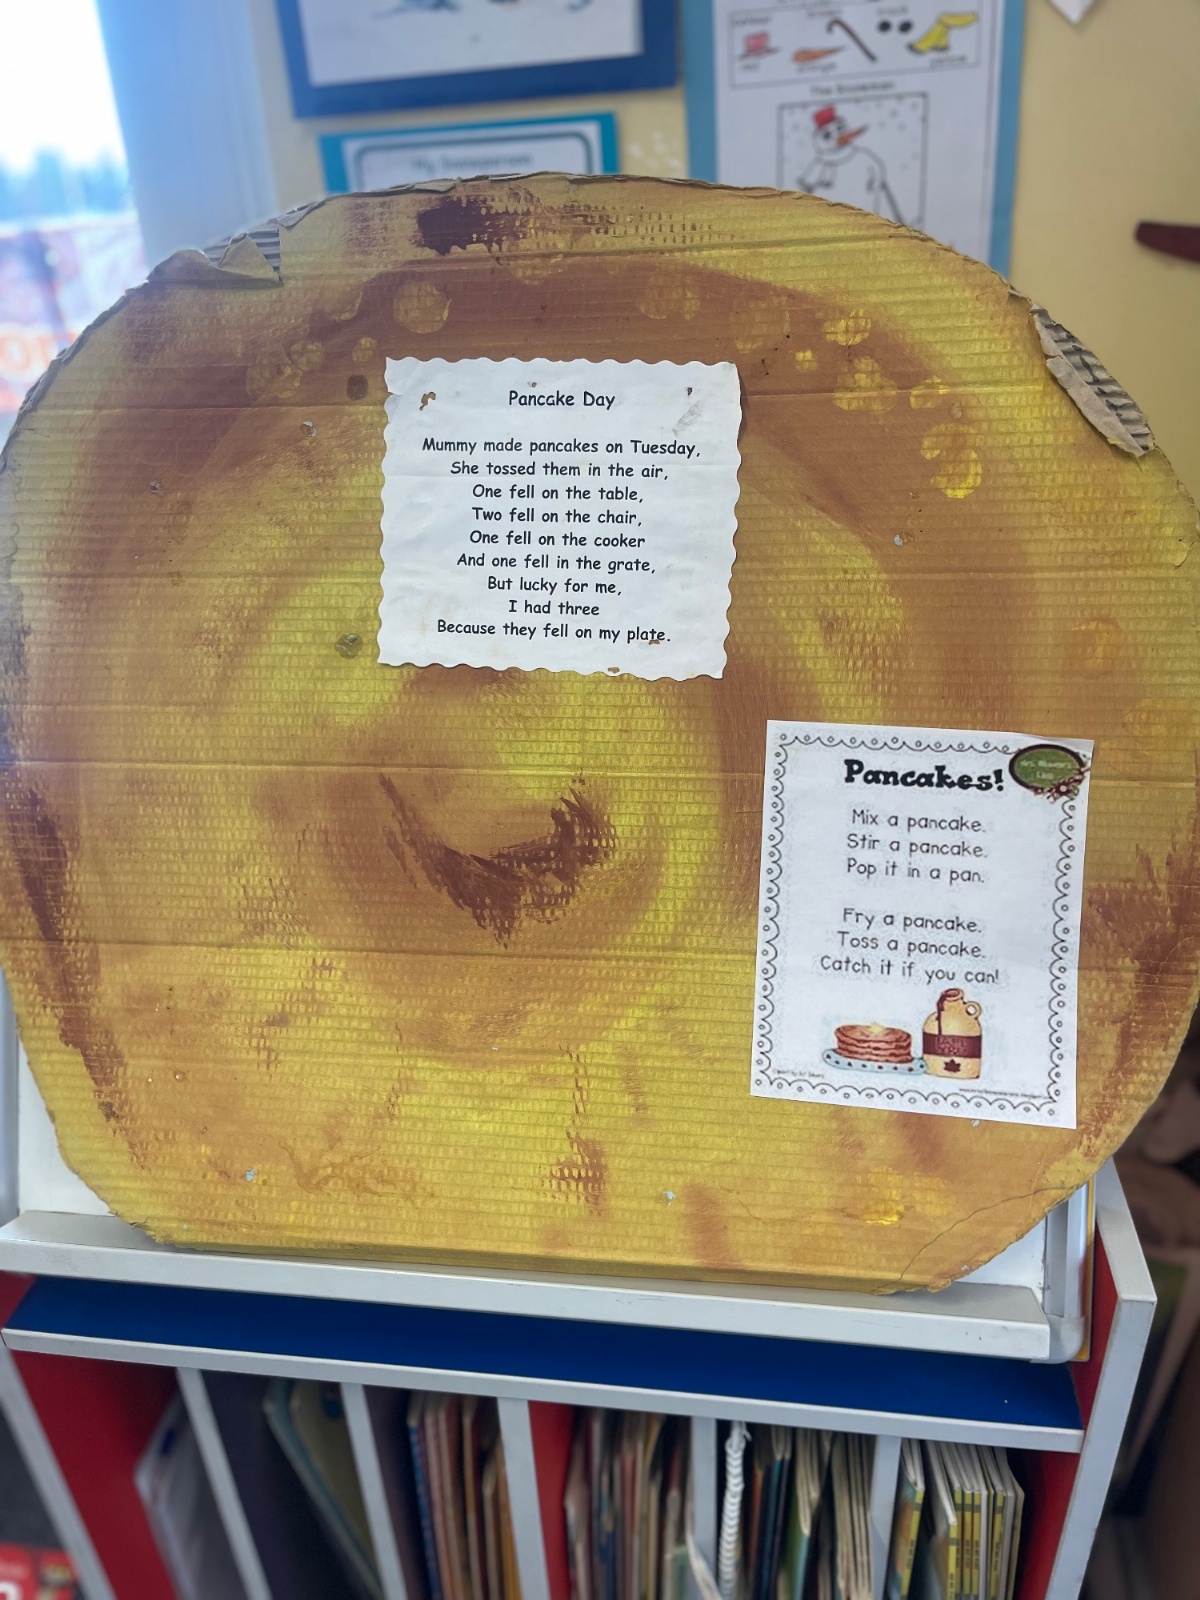 The Snowman
Pancake Day
Mummy made pancakes on Tuesday,
She tossed them in the air,
One fell on the table,
Two fell on the chair,
One fell on the cooker
And one fell in the grate,
But lucky for me,
I had three
Because they fell on my plate.
Pancakes!
Mix a pancake.
Stir a pancake.
Pop it in a pan.
Fry a pancake.
Toss a pancake.
Catch it if you can!